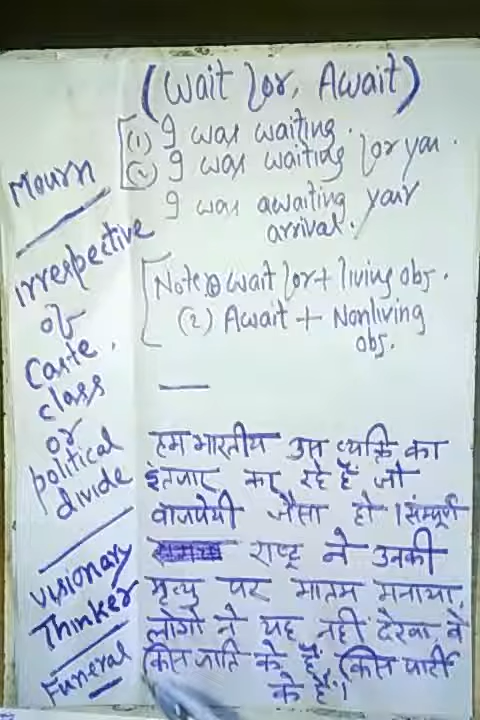 (Wait for, Await)
(1) I was waiting.
(2) I was waiting for you.
I was awaiting your
arrival.
Note:(1) wait for + living obj.
(2) Await + Nonliving
obj.
हम भारतीय उस व्यक्ति का
इंतजार कर रहे हैं जो
वाजपेयी जैसा हो। संम्पूर्ण
राष्ट्र ने उनकी
मृत्यु पर मातम मनाया,
लोगो ने यह नहीं देखा वे
किस जाति के हैं किस पार्टी
के हैं।
Mourn
irrespective
of
Caste,
class
or
political
divide
Visionary
Thinker
Funeral